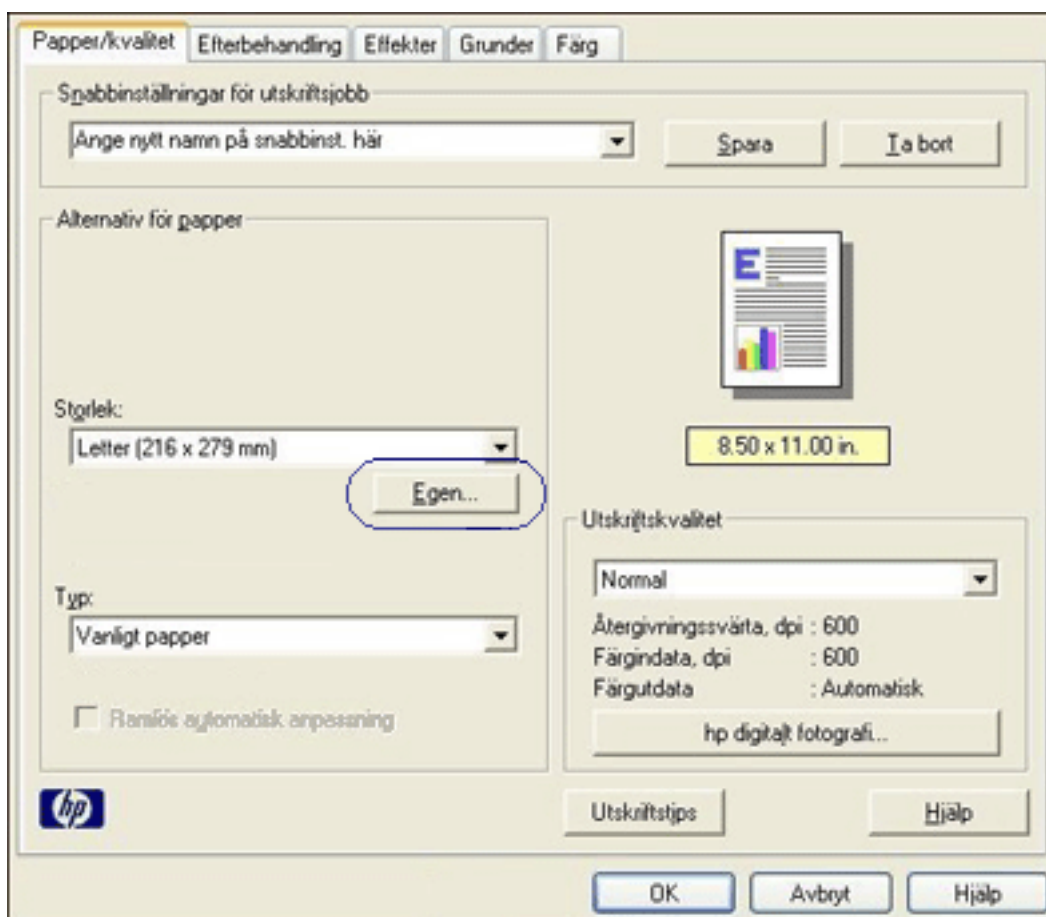 Papper/kvalitet Efterbehandling Effekter Grunder Färg
Snabbinställningar för utskriftsjobb
Ange nytt namn på snabbinst. här
Spara
Ta bort
Alternativ för papper
E
Storlek:
Letter (216 x 279 mm)
8.50 x 11.00 in.
Egen...
Utskriftskvalitet
Normal
Typ:
Vanligt papper
Återgivningssvärta, dpi : 600
Färgindata, dpi : 600
Färgutdata : Automatisk
Ramlös automatisk anpassning
hp digitalt fotografi...
hp
Utskriftstips
Hjälp
OK Avbryt Hjälp